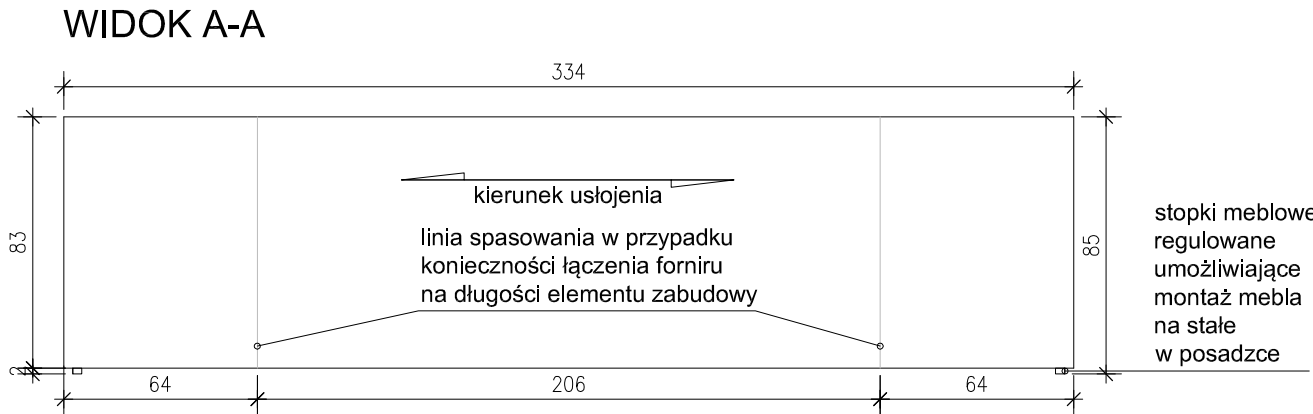 WIDOK A-A
334
kierunek usłojenia
linia spasowania w przypadku
konieczności łączenia forniru
na długości elementu zabudowy
83
85
stopki meblowe
regulowane
umożliwiające
montaż mebla
na stałe
w posadzce
2
64
206
64